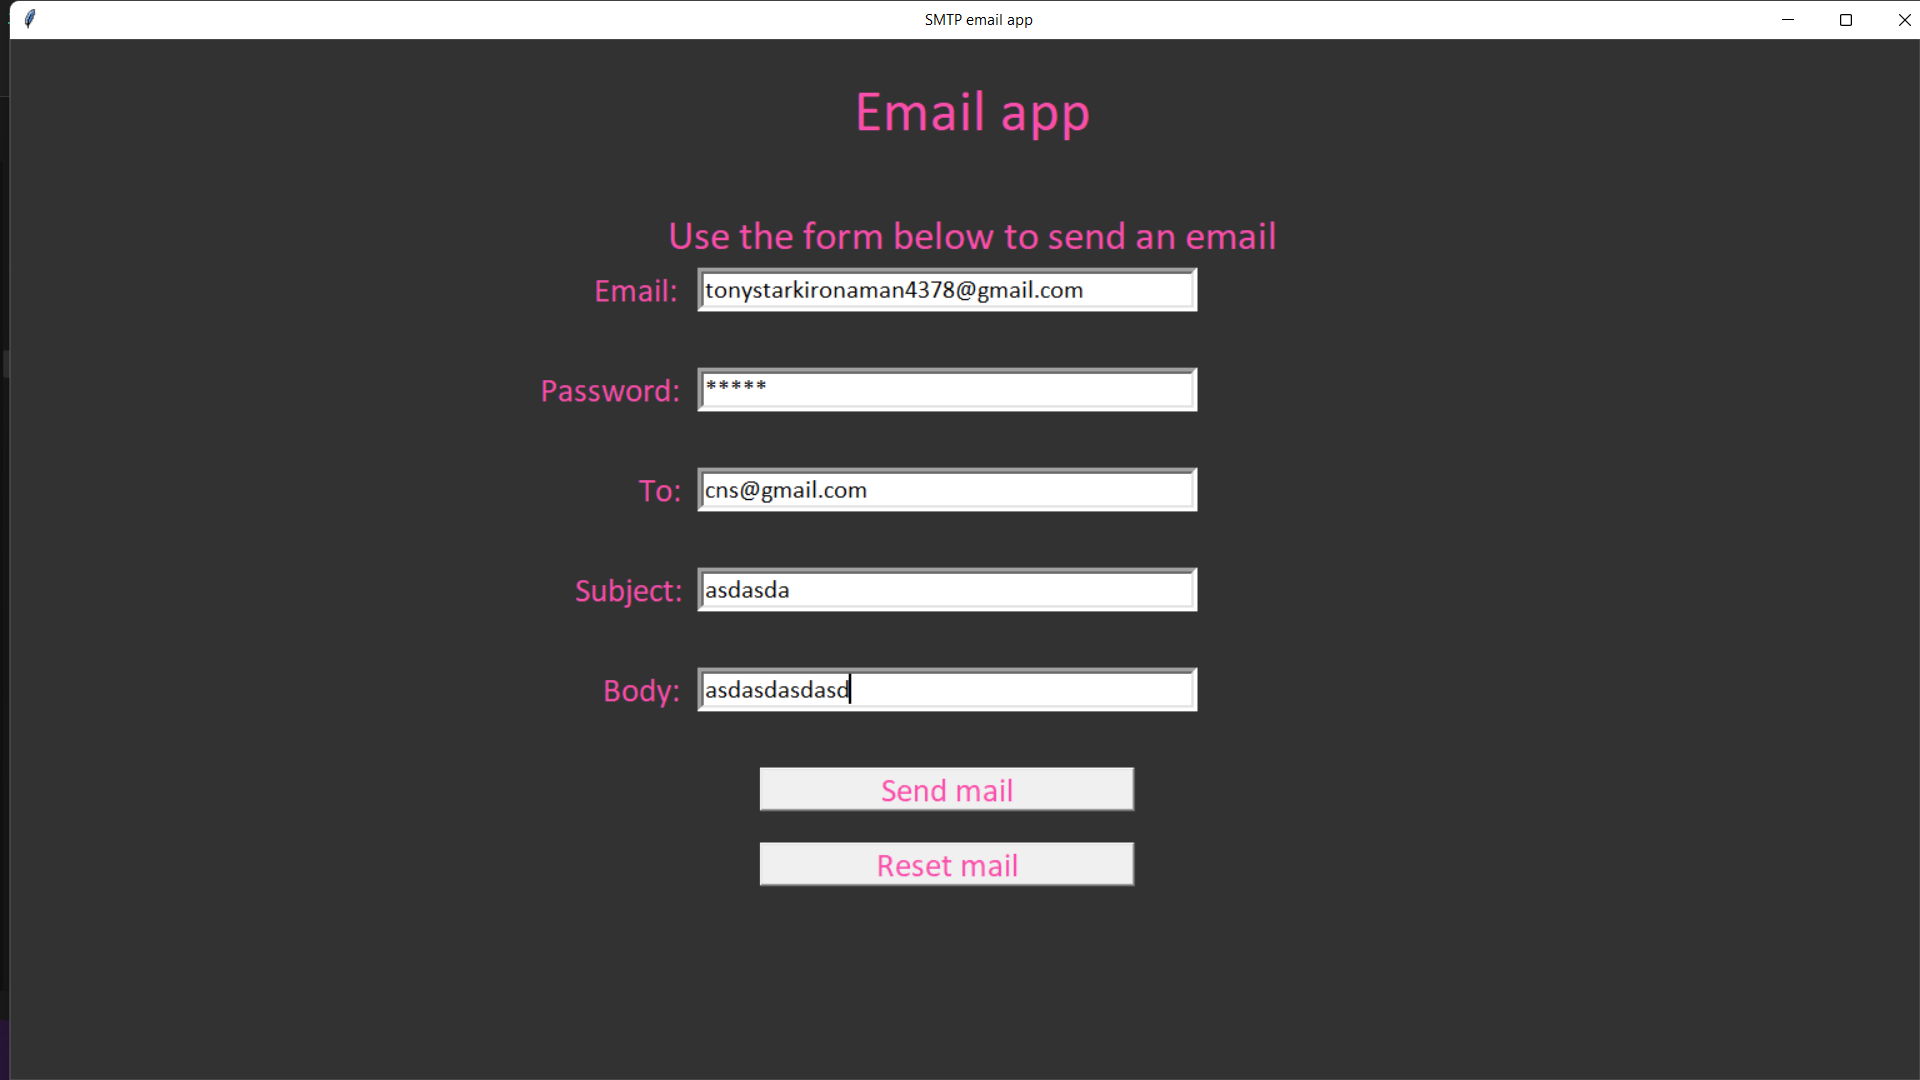 SMTP email app
Email app
Use the form below to send an email
Email: tonystarkironaman4378@gmail.com
Password: *****
To: cns@gmail.com
Subject: asdasda
Body: asdasdasdasd
Send mail
Reset mail